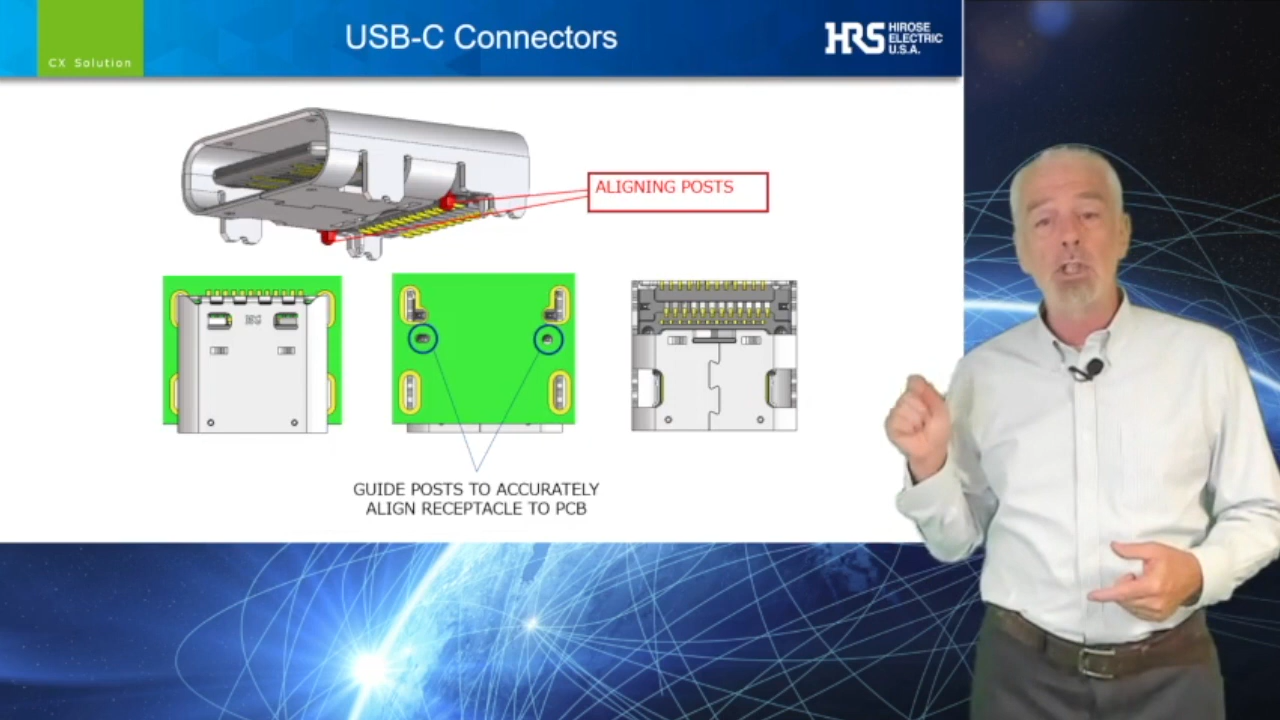 CX Solution
USB-C Connectors
HRS
HIROSE
ELECTRIC
U.S.A.
ALIGNING POSTS
GUIDE POSTS TO ACCURATELY
ALIGN RECEPTACLE TO PCB